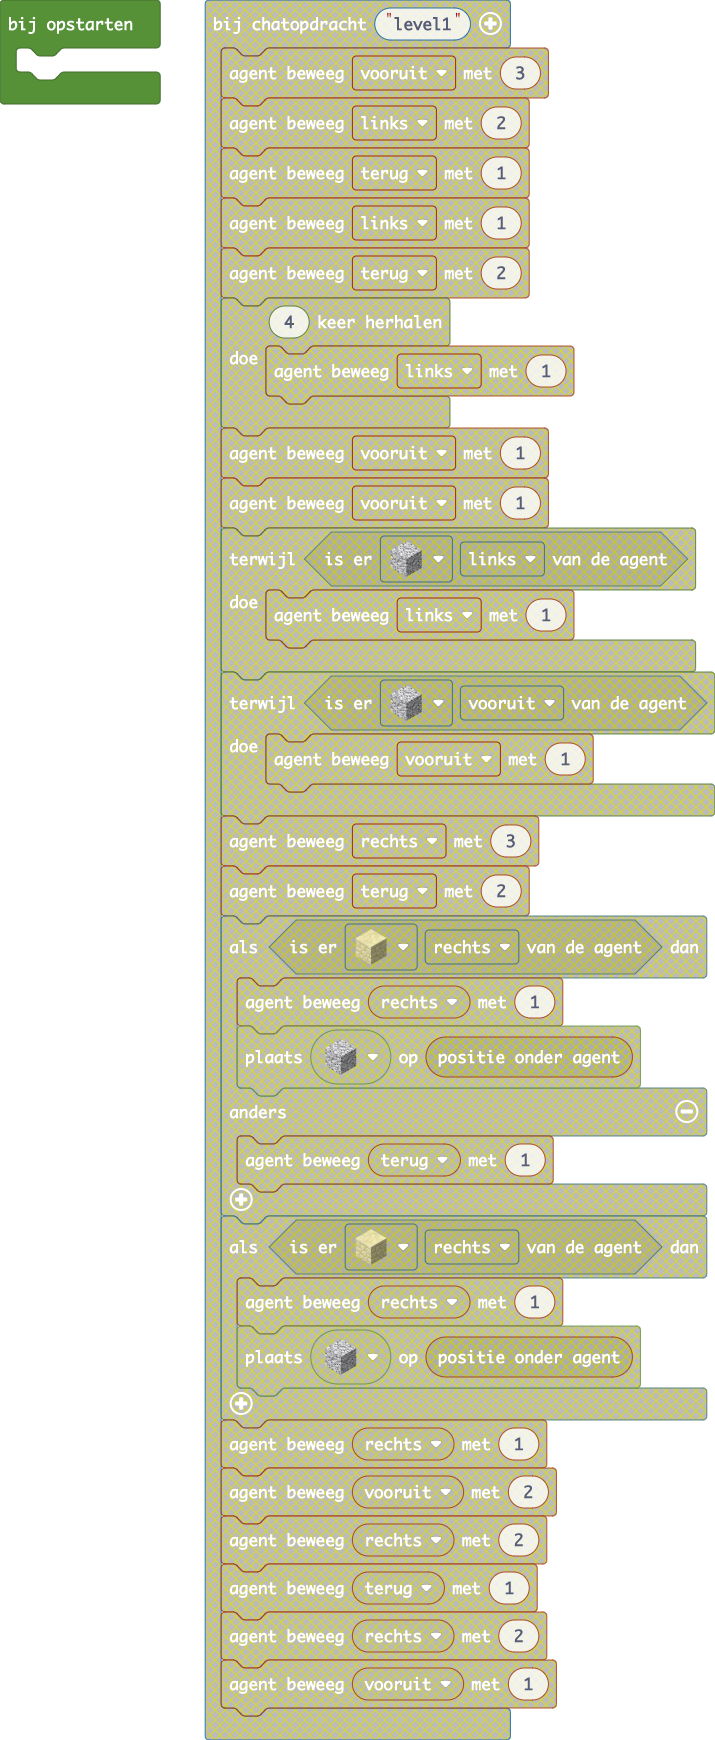 bij opstarten
bij chatopdracht "level1"
agent beweeg vooruit met 3
agent beweeg links met 2
agent beweeg terug met 1
agent beweeg links met 1
agent beweeg terug met 2
4 keer herhalen
doe
agent beweeg links met 1
agent beweeg vooruit met 1
agent beweeg vooruit met 1
terwijl is er links van de agent
doe
agent beweeg links met 1
terwijl is er vooruit van de agent
doe
agent beweeg vooruit met 1
agent beweeg rechts met 3
agent beweeg terug met 2
als is er rechts van de agent dan
agent beweeg rechts met 1
plaats op positie onder agent
anders
agent beweeg terug met 1
als is er rechts van de agent dan
agent beweeg rechts met 1
plaats op positie onder agent
agent beweeg rechts met 1
agent beweeg vooruit met 2
agent beweeg rechts met 2
agent beweeg terug met 1
agent beweeg rechts met 2
agent beweeg vooruit met 1